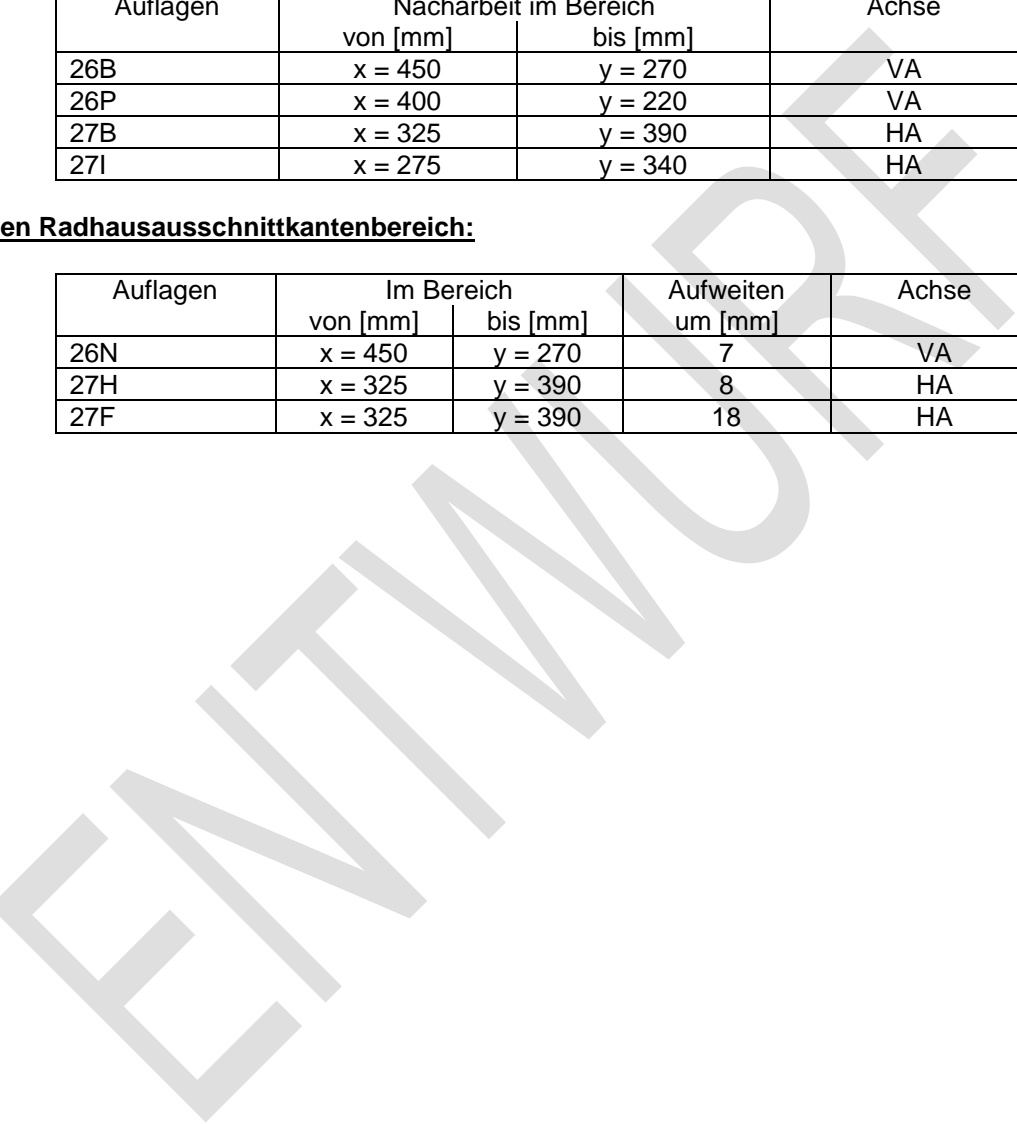 Auflagen Nacharbeit im Bereich Achse
von [mm] bis [mm]
26B x = 450 y = 270 VA
26P x = 400 y = 220 VA
27B x = 325 y = 390 HA
27I x = 275 y = 340 HA
en Radhausausschnittkantenbereich:
Auflagen Im Bereich Aufweiten Achse
von [mm] bis [mm] um [mm]
26N x = 450 y = 270 7 VA
27H x = 325 y = 390 8 HA
27F x = 325 y = 390 18 HA
ENTWURF